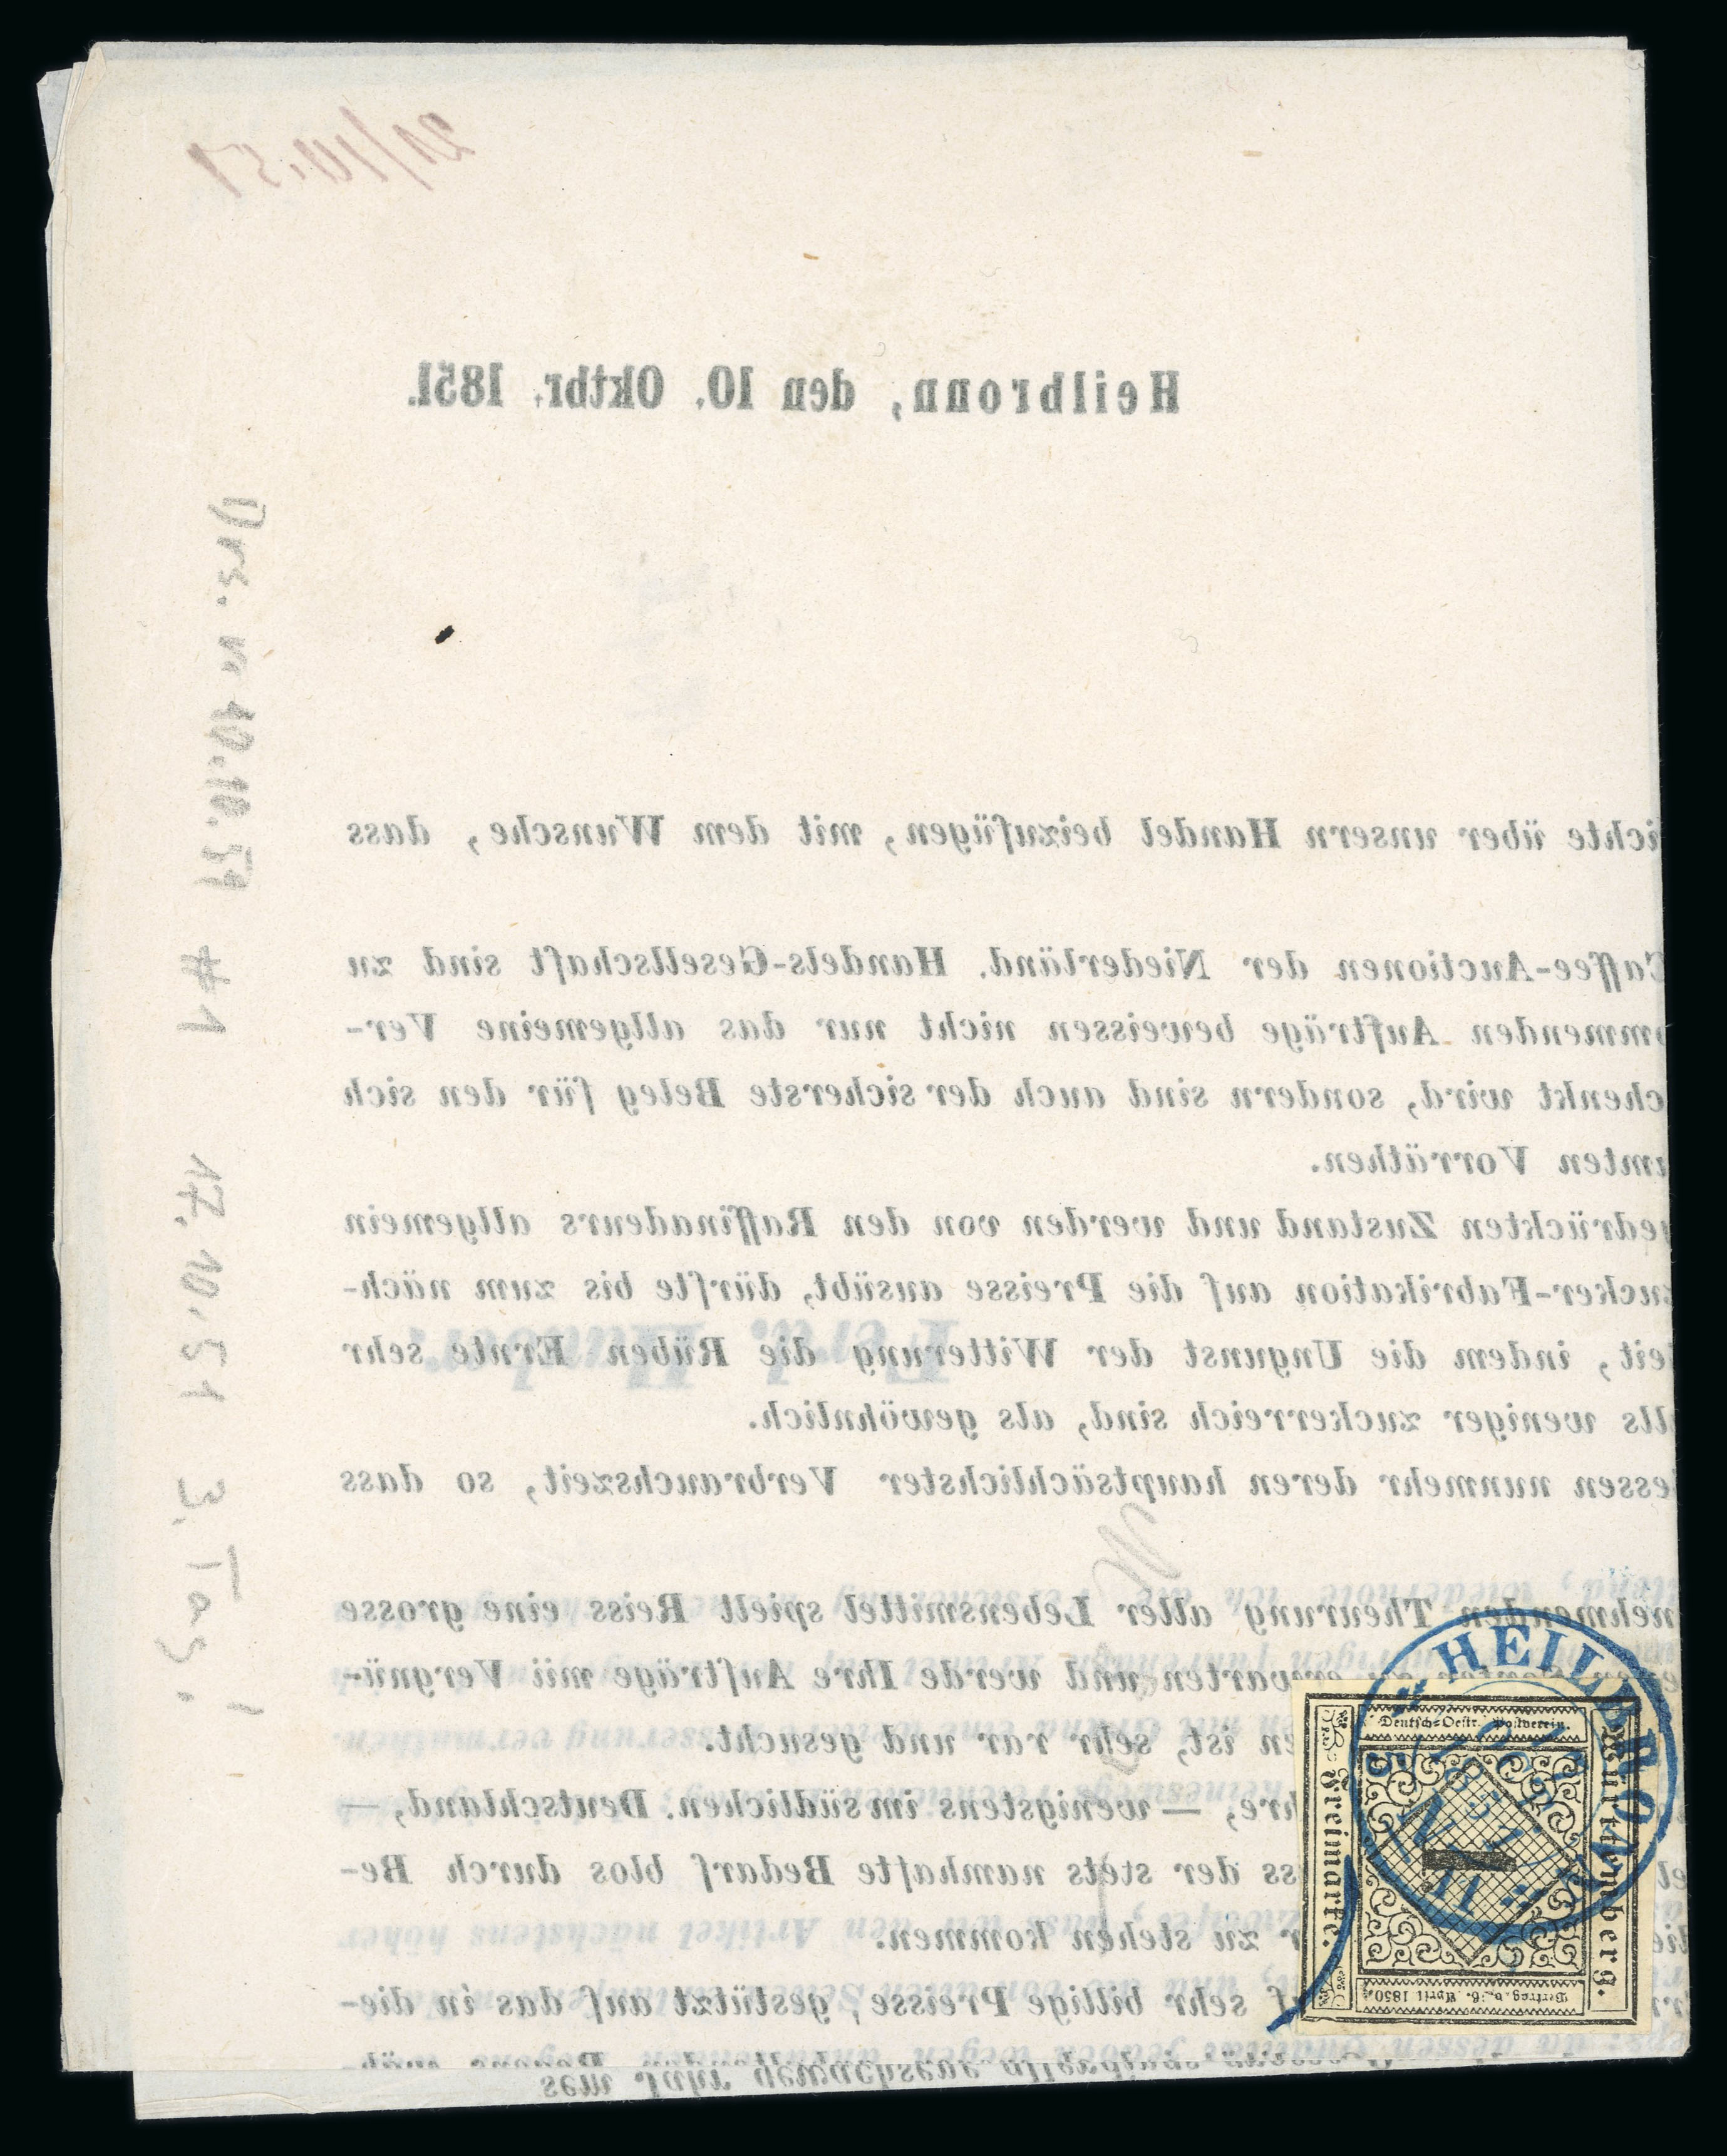 21/10.51
Heilbronn, den 10. Oktbr. 1851.
ichte über unsern Handel beizufügen, mit dem Wunsche, dass
Caffee-Auctionen der Niederländ. Handels-Gesellschaft sind zu
ommenden Aufträge beweissen nicht nur das allgemeine Ver-
chenkt wird, sondern sind auch der sicherste Beleg für den sich
mten Vorräthen.
edrückten Zustand und werden von den Raffinadeurs allgemein
ucker-Fabrikation auf die Preisse ausübt, dürfte bis zum näch-
eit, indem die Ungunst der Witterung die Rüben Ernte sehr
lls weniger zuckerreich sind, als gewöhnlich.
essen nunmehr deren hauptsächlichster Verbrauchszeit, so dass
nehmenden Theurung aller Lebensmittel spielt Reiss eine grosse
erwarten und werde Ihre Aufträge mit Vergnü-
en ist, sehr rar und gesucht.
hre, — wenigstens im südlichen. Deutschland, —
ss der stets namhafte Bedarf blos durch Be-
r zu stehen kommen.
f sehr billige Preisse, gestützt auf das in die-
Drs. v. 10.10.51 #1 17. 10. 51 3. Tag!
HEILBRONN
Württemberg.
Deutsch-Oestr. Postverein.
Freimarke.
Vertrag v. 6. April 1850.
1